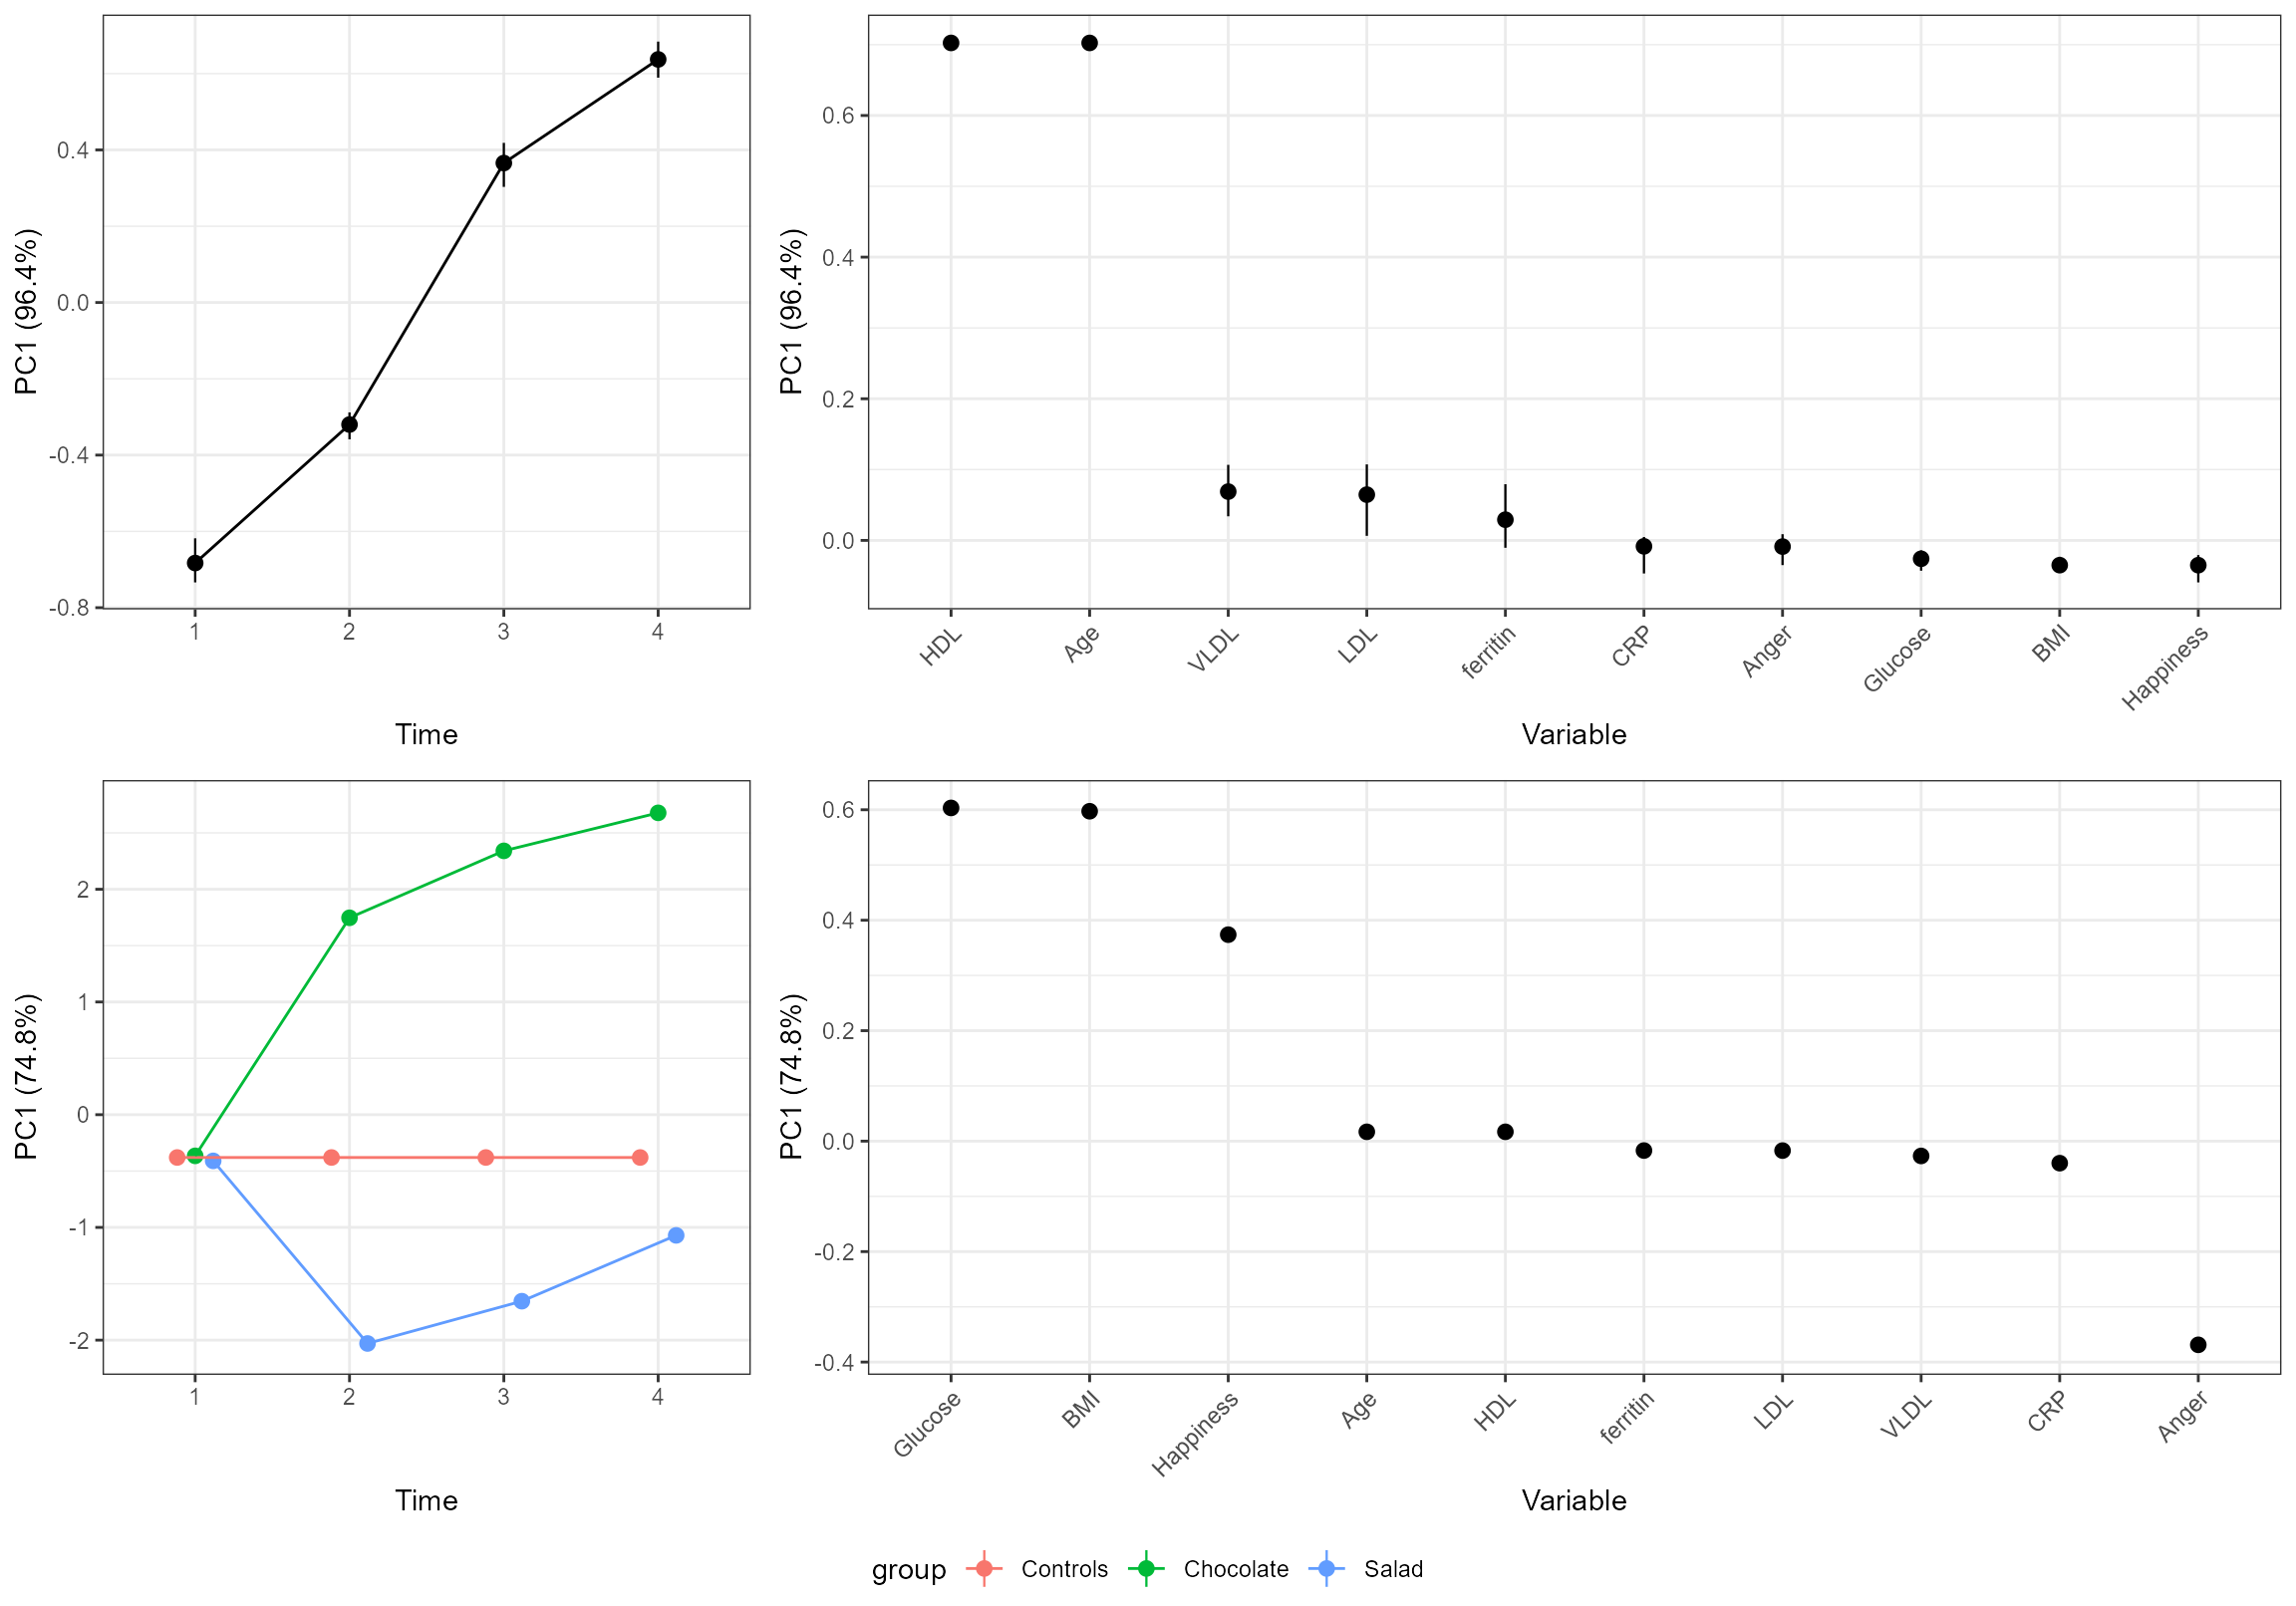 PC1 (96.4%)
0.4
0.0
-0.4
-0.8
1 2 3 4
Time
PC1 (96.4%)
0.6
0.4
0.2
0.0
HDL Age VLDL LDL ferritin CRP Anger Glucose BMI Happiness
Variable
PC1 (74.8%)
2
1
0
-1
-2
1 2 3 4
Time
PC1 (74.8%)
0.6
0.4
0.2
0.0
-0.2
-0.4
Glucose BMI Happiness Age HDL ferritin LDL VLDL CRP Anger
Variable
group Controls Chocolate Salad